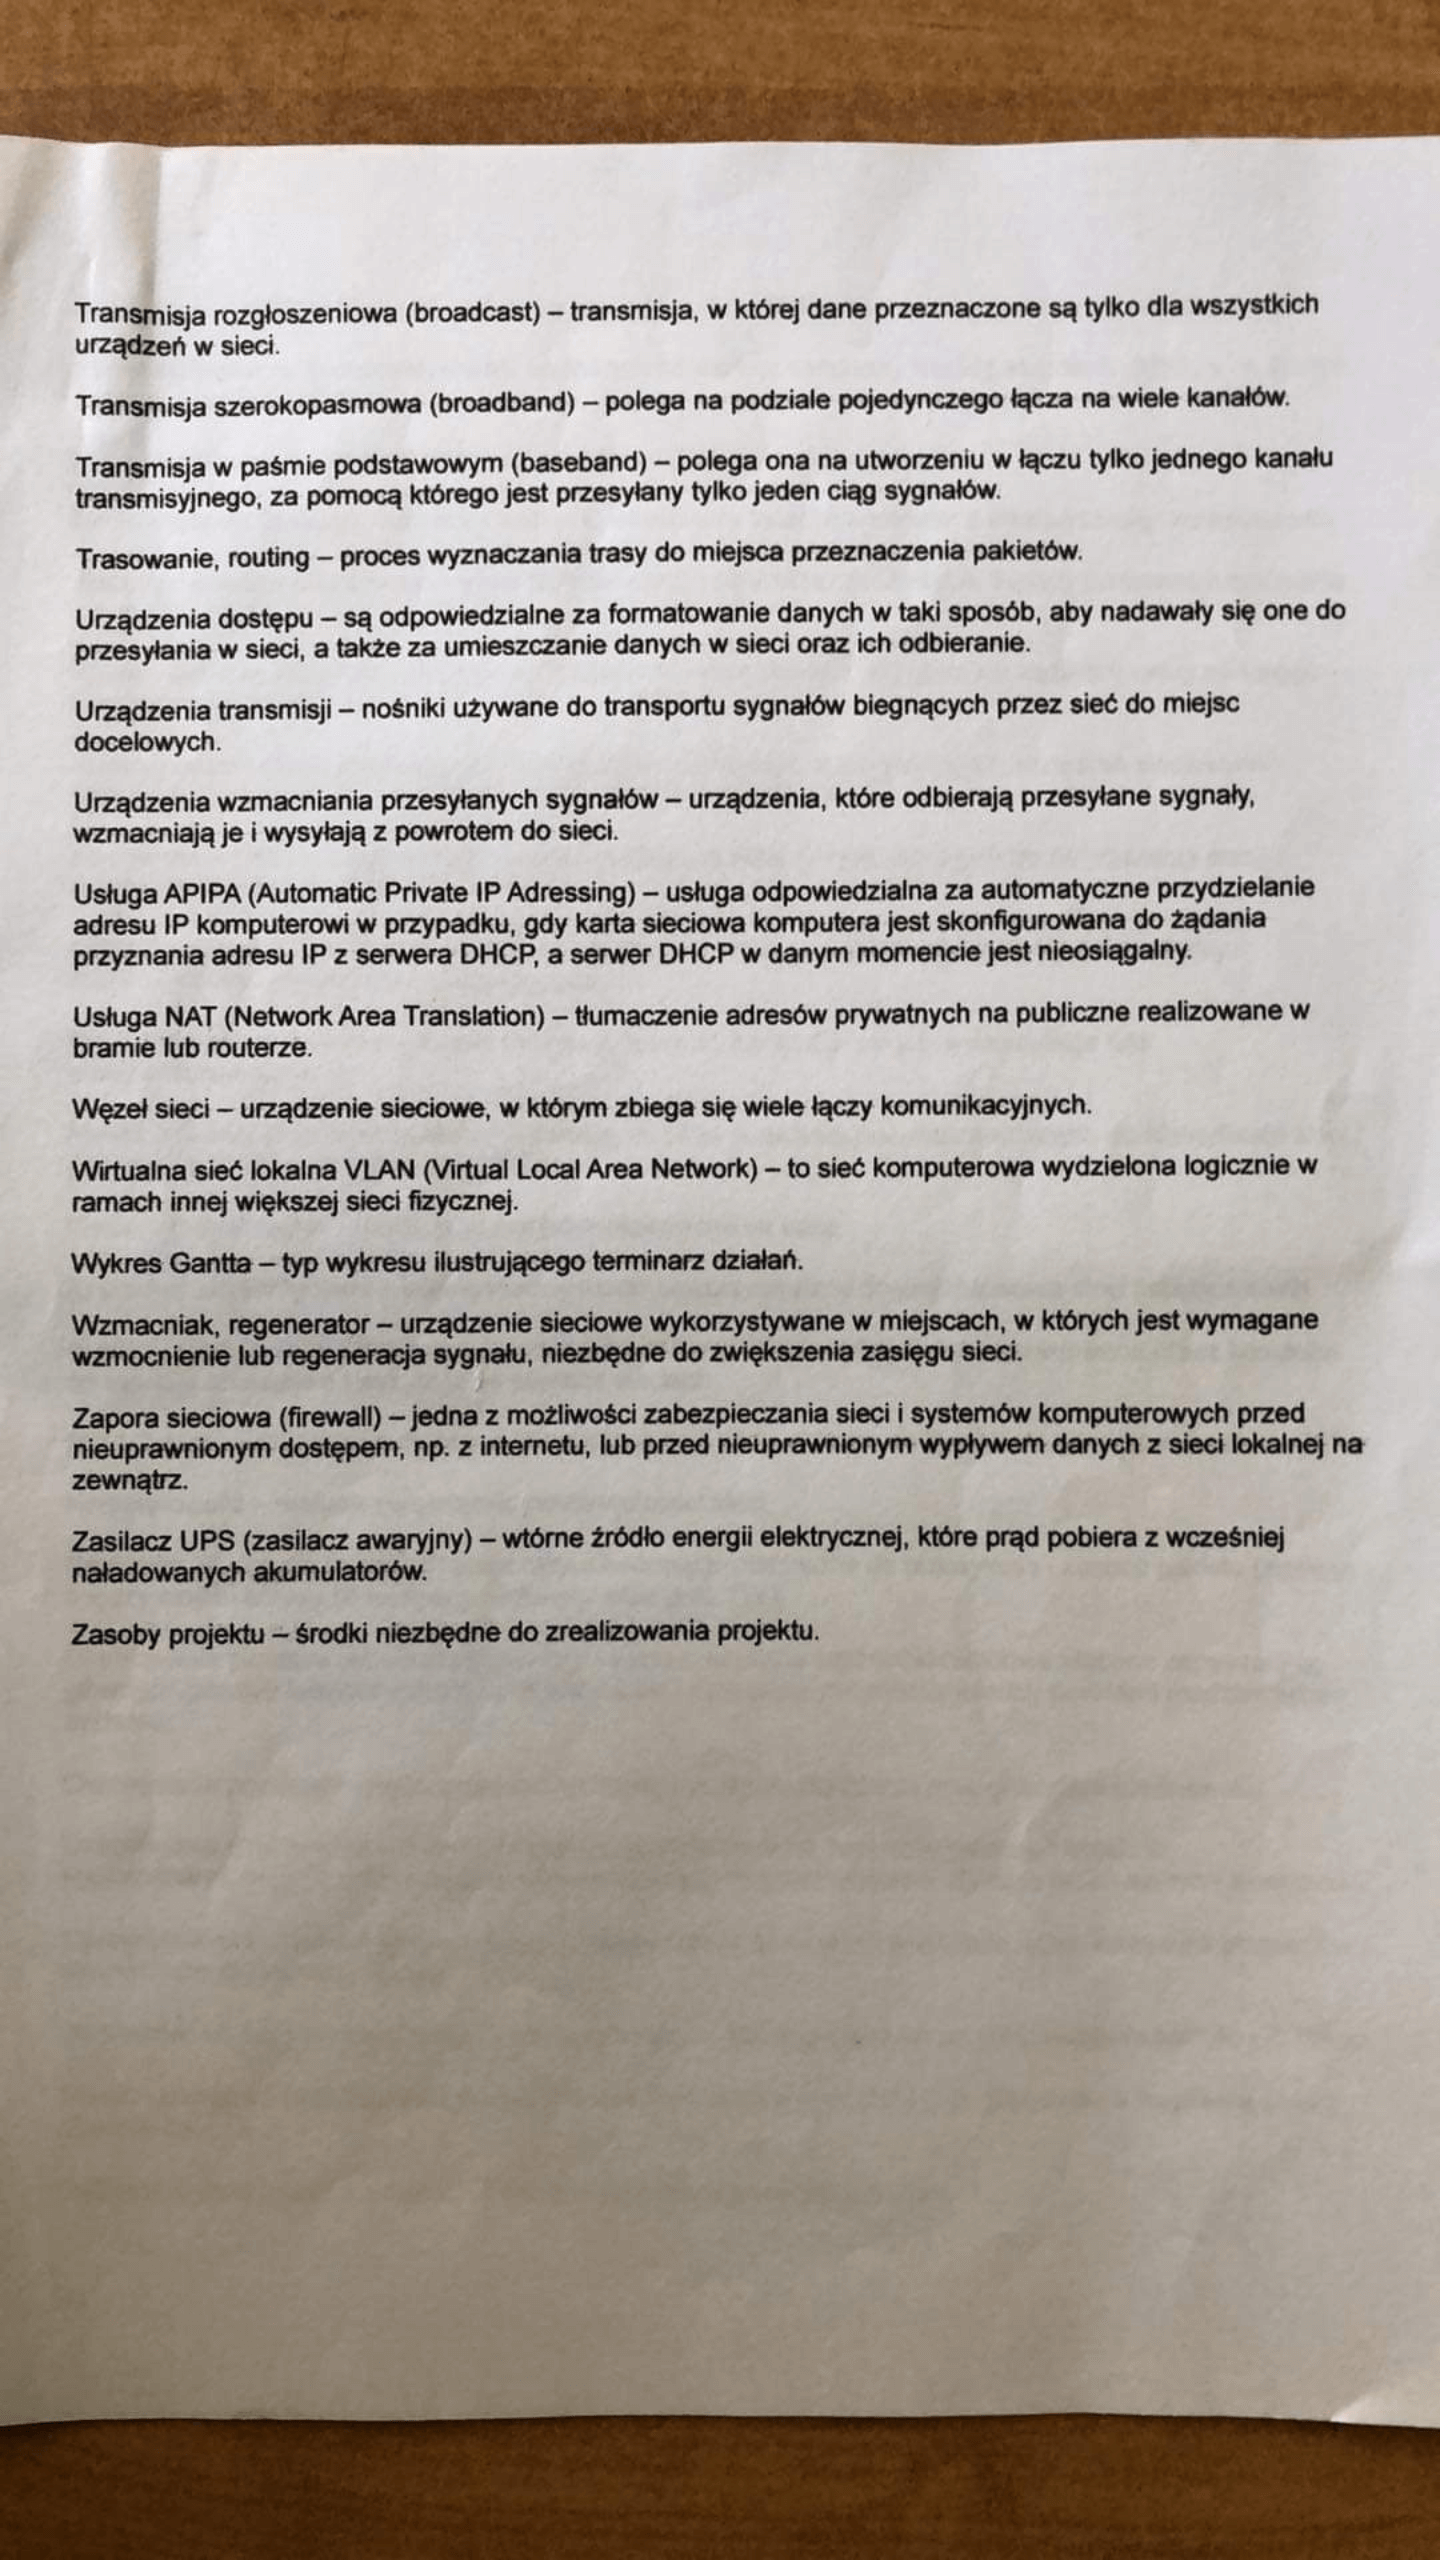 Transmisja rozgłoszeniowa (broadcast) – transmisja, w której dane przeznaczone są tylko dla wszystkich
urządzeń w sieci.
Transmisja szerokopasmowa (broadband) – polega na podziale pojedynczego łącza na wiele kanałów.
Transmisja w paśmie podstawowym (baseband) – polega ona na utworzeniu w łączu tylko jednego kanału
transmisyjnego, za pomocą którego jest przesyłany tylko jeden ciąg sygnałów.
Trasowanie, routing – proces wyznaczania trasy do miejsca przeznaczenia pakietów.
Urządzenia dostępu – są odpowiedzialne za formatowanie danych w taki sposób, aby nadawały się one do
przesyłania w sieci, a także za umieszczanie danych w sieci oraz ich odbieranie.
Urządzenia transmisji – nośniki używane do transportu sygnałów biegnących przez sieć do miejsc
docelowych.
Urządzenia wzmacniania przesyłanych sygnałów – urządzenia, które odbierają przesyłane sygnały,
wzmacniają je i wysyłają z powrotem do sieci.
Usługa APIPA (Automatic Private IP Adressing) – usługa odpowiedzialna za automatyczne przydzielanie
adresu IP komputerowi w przypadku, gdy karta sieciowa komputera jest skonfigurowana do żądania
przyznania adresu IP z serwera DHCP, a serwer DHCP w danym momencie jest nieosiągalny.
Usługa NAT (Network Area Translation) – tłumaczenie adresów prywatnych na publiczne realizowane w
bramie lub routerze.
Węzeł sieci – urządzenie sieciowe, w którym zbiega się wiele łączy komunikacyjnych.
Wirtualna sieć lokalna VLAN (Virtual Local Area Network) – to sieć komputerowa wydzielona logicznie w
ramach innej większej sieci fizycznej.
Wykres Gantta – typ wykresu ilustrującego terminarz działań.
Wzmacniak, regenerator – urządzenie sieciowe wykorzystywane w miejscach, w których jest wymagane
wzmocnienie lub regeneracja sygnału, niezbędne do zwiększenia zasięgu sieci.
Zapora sieciowa (firewall) – jedna z możliwości zabezpieczania sieci i systemów komputerowych przed
nieuprawnionym dostępem, np. z internetu, lub przed nieuprawnionym wypływem danych z sieci lokalnej na
zewnątrz.
Zasilacz UPS (zasilacz awaryjny) – wtórne źródło energii elektrycznej, które prąd pobiera z wcześniej
naładowanych akumulatorów.
Zasoby projektu – środki niezbędne do zrealizowania projektu.